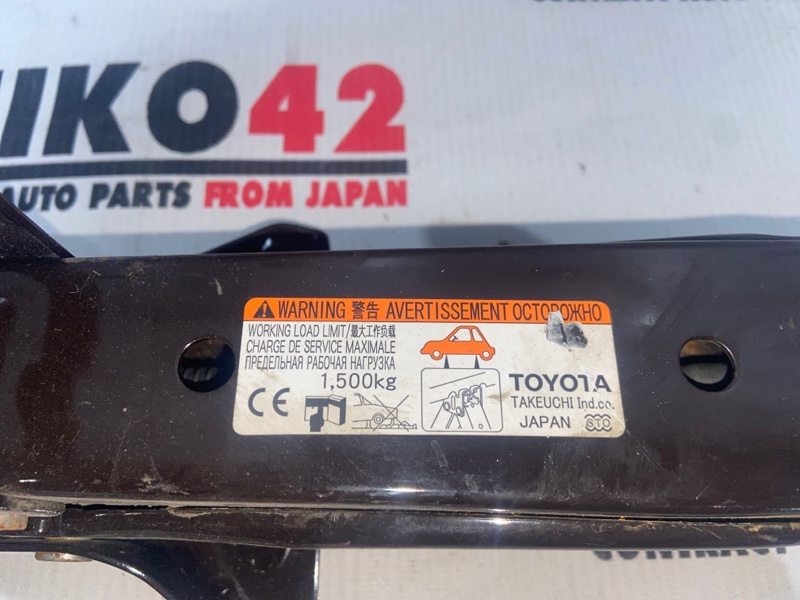 IKO42
AUTO PARTS FROM JAPAN
WARNING 警告 AVERTISSEMENT ОСТОРОЖНО
WORKING LOAD LIMIT/最大工作负载
CHARGE DE SERVICE MAXIMALE
ПРЕДЕЛЬНАЯ РАБОЧАЯ НАГРУЗКА
1,500kg
CE
TOYOTA
TAKEUCHI Ind.co.
JAPAN STO